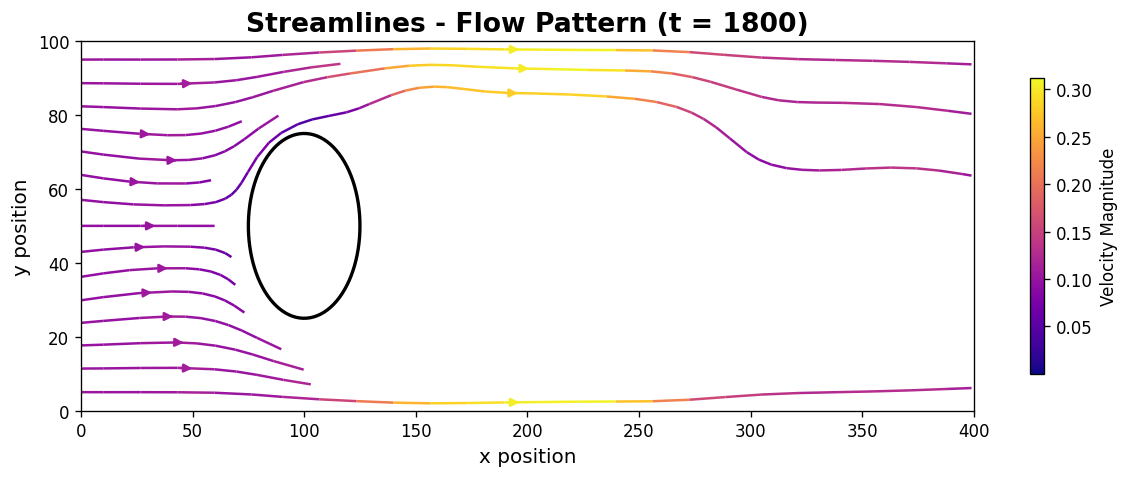 Streamlines - Flow Pattern (t = 1800)
100
80
60
40
20
0
y position
0 50 100 150 200 250 300 350 400
x position
0.30
0.25
0.20
0.15
0.10
0.05
Velocity Magnitude